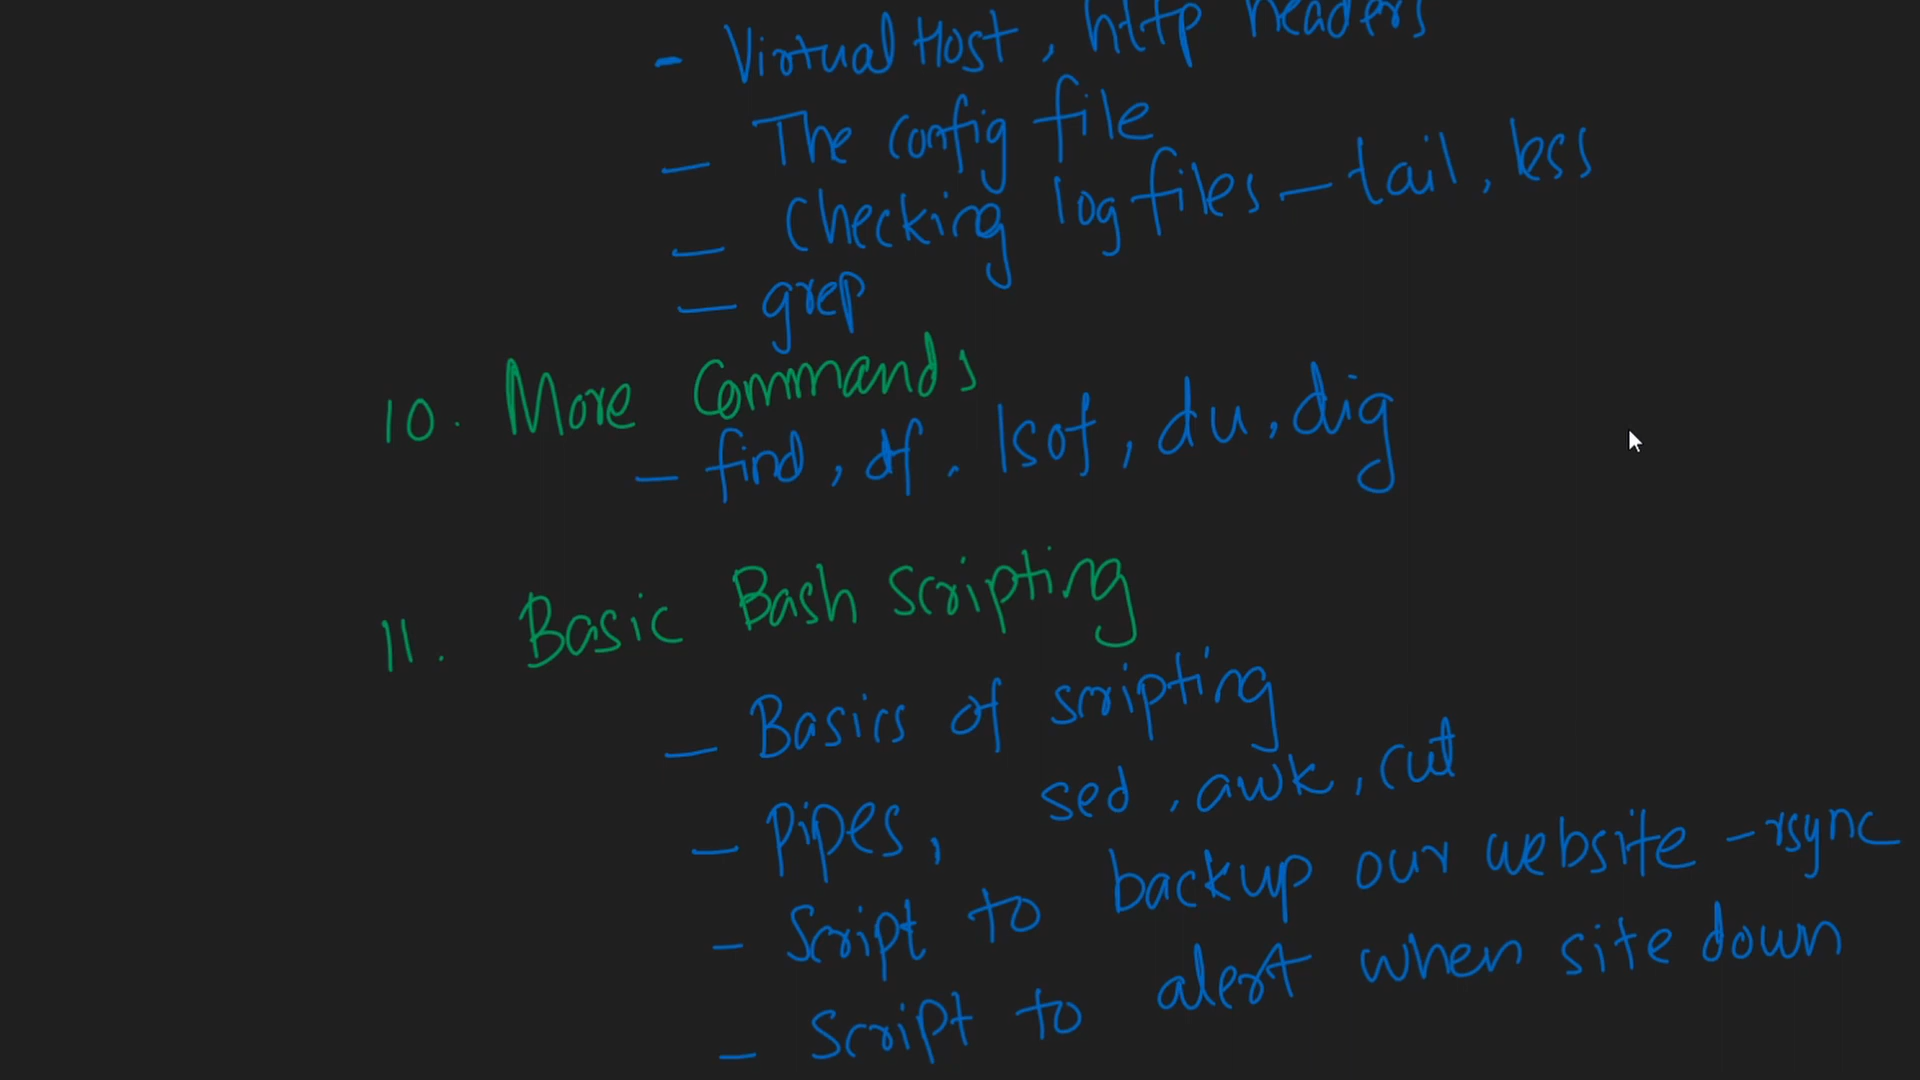 - Virtual Host, http headers
- The config file
- Checking log files - tail, less
- grep
10. More Commands
- find, df, lsof, du, dig
11. Basic Bash Scripting
- Basics of scripting
- Pipes, sed, awk, cut
- Script to backup our website - rsync
- Script to alert when site down